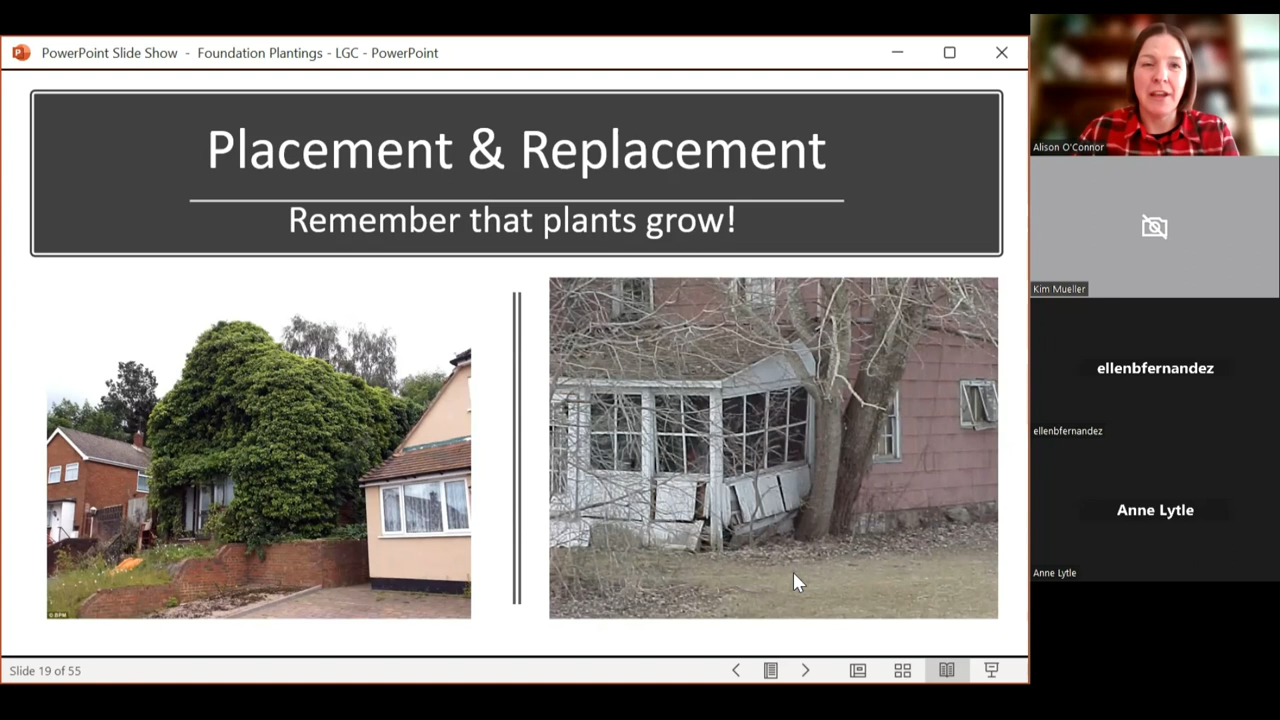 PowerPoint Slide Show - Foundation Plantings - LGC - PowerPoint
Placement & Replacement
Remember that plants grow!
© BPM
Slide 19 of 55
Alison O'Connor
Kim Mueller
ellenbfernandez
ellenbfernandez
Anne Lytle
Anne Lytle